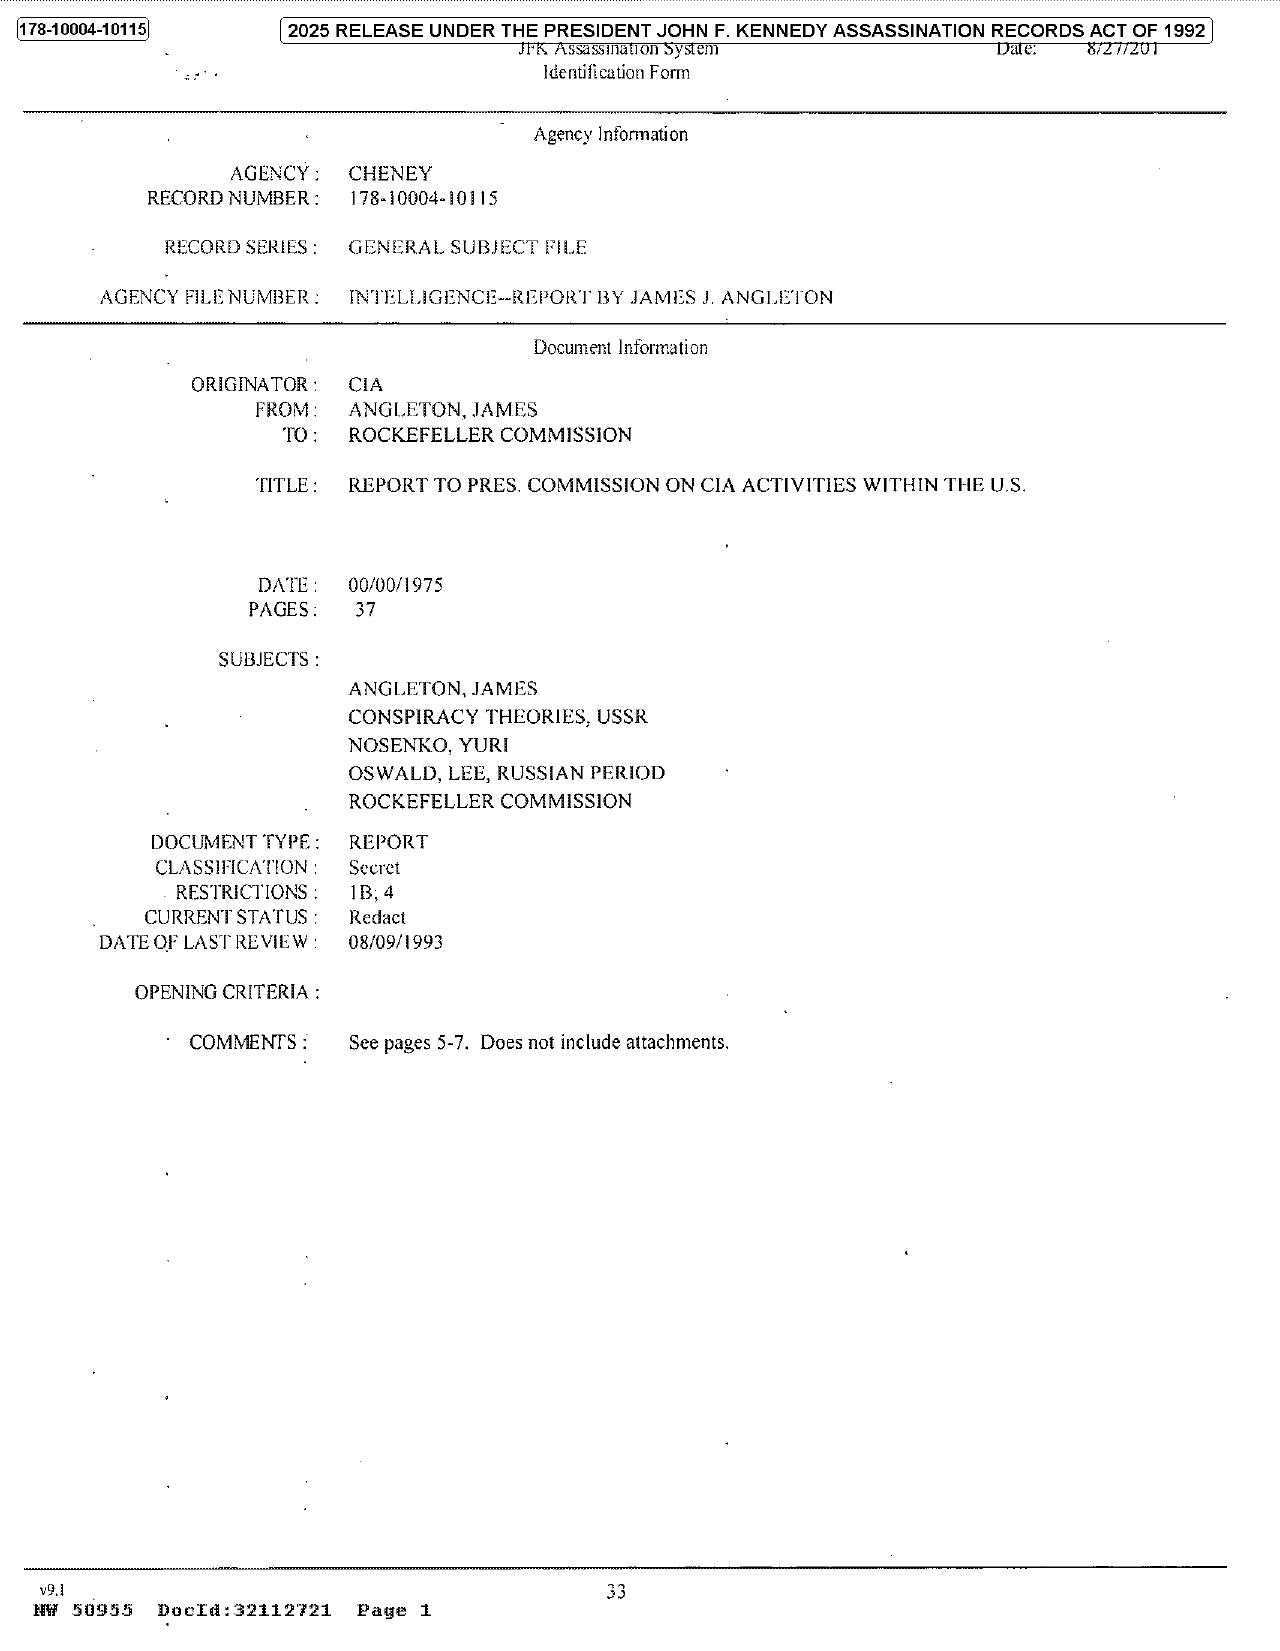 178-10004-10115
2025 RELEASE UNDER THE PRESIDENT JOHN F. KENNEDY ASSASSINATION RECORDS ACT OF 1992
JFK Assassination System Date: 8/27/201
Identification Form
Agency Information
AGENCY : CHENEY
RECORD NUMBER : 178-10004-10115
RECORD SERIES : GENERAL SUBJECT FILE
AGENCY FILE NUMBER : INTELLIGENCE--REPORT BY JAMES J. ANGLETON
Document Information
ORIGINATOR : CIA
FROM : ANGLETON, JAMES
TO : ROCKEFELLER COMMISSION
TITLE : REPORT TO PRES. COMMISSION ON CIA ACTIVITIES WITHIN THE U.S.
DATE : 00/00/1975
PAGES : 37
SUBJECTS :
ANGLETON, JAMES
CONSPIRACY THEORIES, USSR
NOSENKO, YURI
OSWALD, LEE, RUSSIAN PERIOD
ROCKEFELLER COMMISSION
DOCUMENT TYPE : REPORT
CLASSIFICATION : Secret
RESTRICTIONS : 1B; 4
CURRENT STATUS : Redact
DATE OF LAST REVIEW : 08/09/1993
OPENING CRITERIA :
COMMENTS : See pages 5-7. Does not include attachments.
v9.1 33
NW 50955 DocId:32112721 Page 1